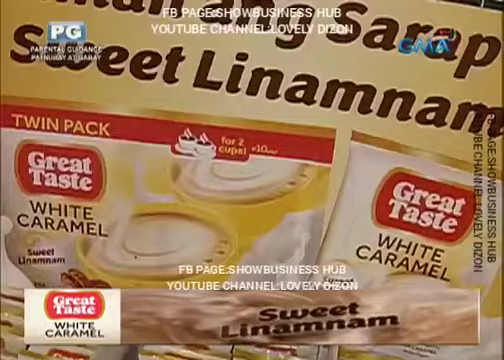 FB PAGE:SHOWBUSINESS HUB
YOUTUBE CHANNEL:LOVELY DIZON
PG
PARENTAL GUIDANCE
PATNUBAY AT GABAY
GMA
Sarap
Sweet Linamnam
TWIN PACK
for 2
cups!
Great
Taste
WHITE
CARAMEL
Sweet
Linamnam
Great
Taste
WHITE
CARAMEL
FB PAGE:SHOWBUSINESS HUB
YOUTUBE CHANNEL:LOVELY DIZON
FB PAGE:SHOWBUSINESS HUB
YOUTUBE CHANNEL:LOVELY DIZON
Great
Taste
WHITE
CARAMEL
Sweet
Linamnam